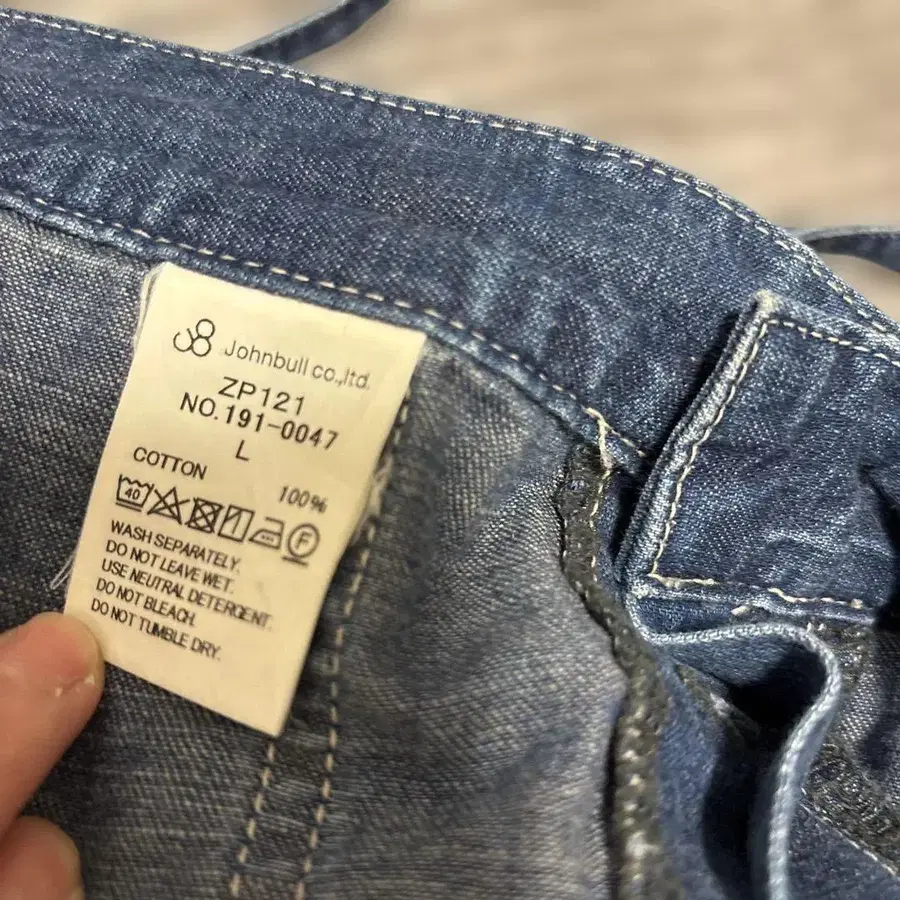 Johnbull co.,ltd.
ZP121
NO.191-0047
L
COTTON 100%
40 F
WASH SEPARATELY.
DO NOT LEAVE WET.
USE NEUTRAL DETERGENT.
DO NOT BLEACH.
DO NOT TUMBLE DRY.